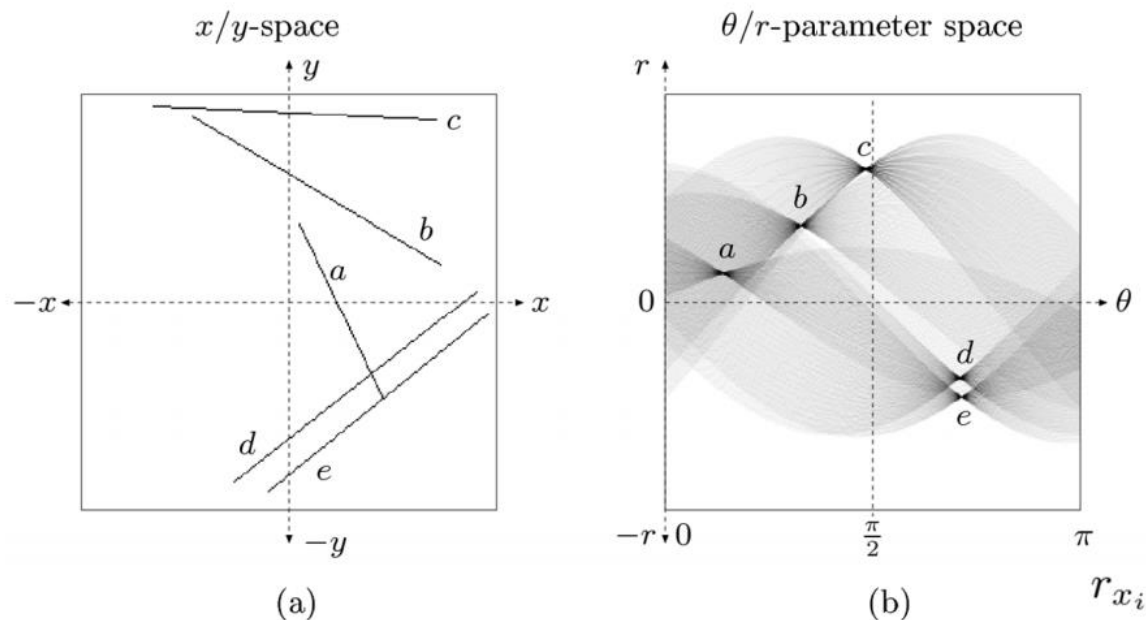 x/y-space
θ/r-parameter space
y
r
c
c
b
b
a
a
−x
x
0
θ
d
d
e
e
−y
−r
0
π/2
π
(a)
(b)
r_{x_i}